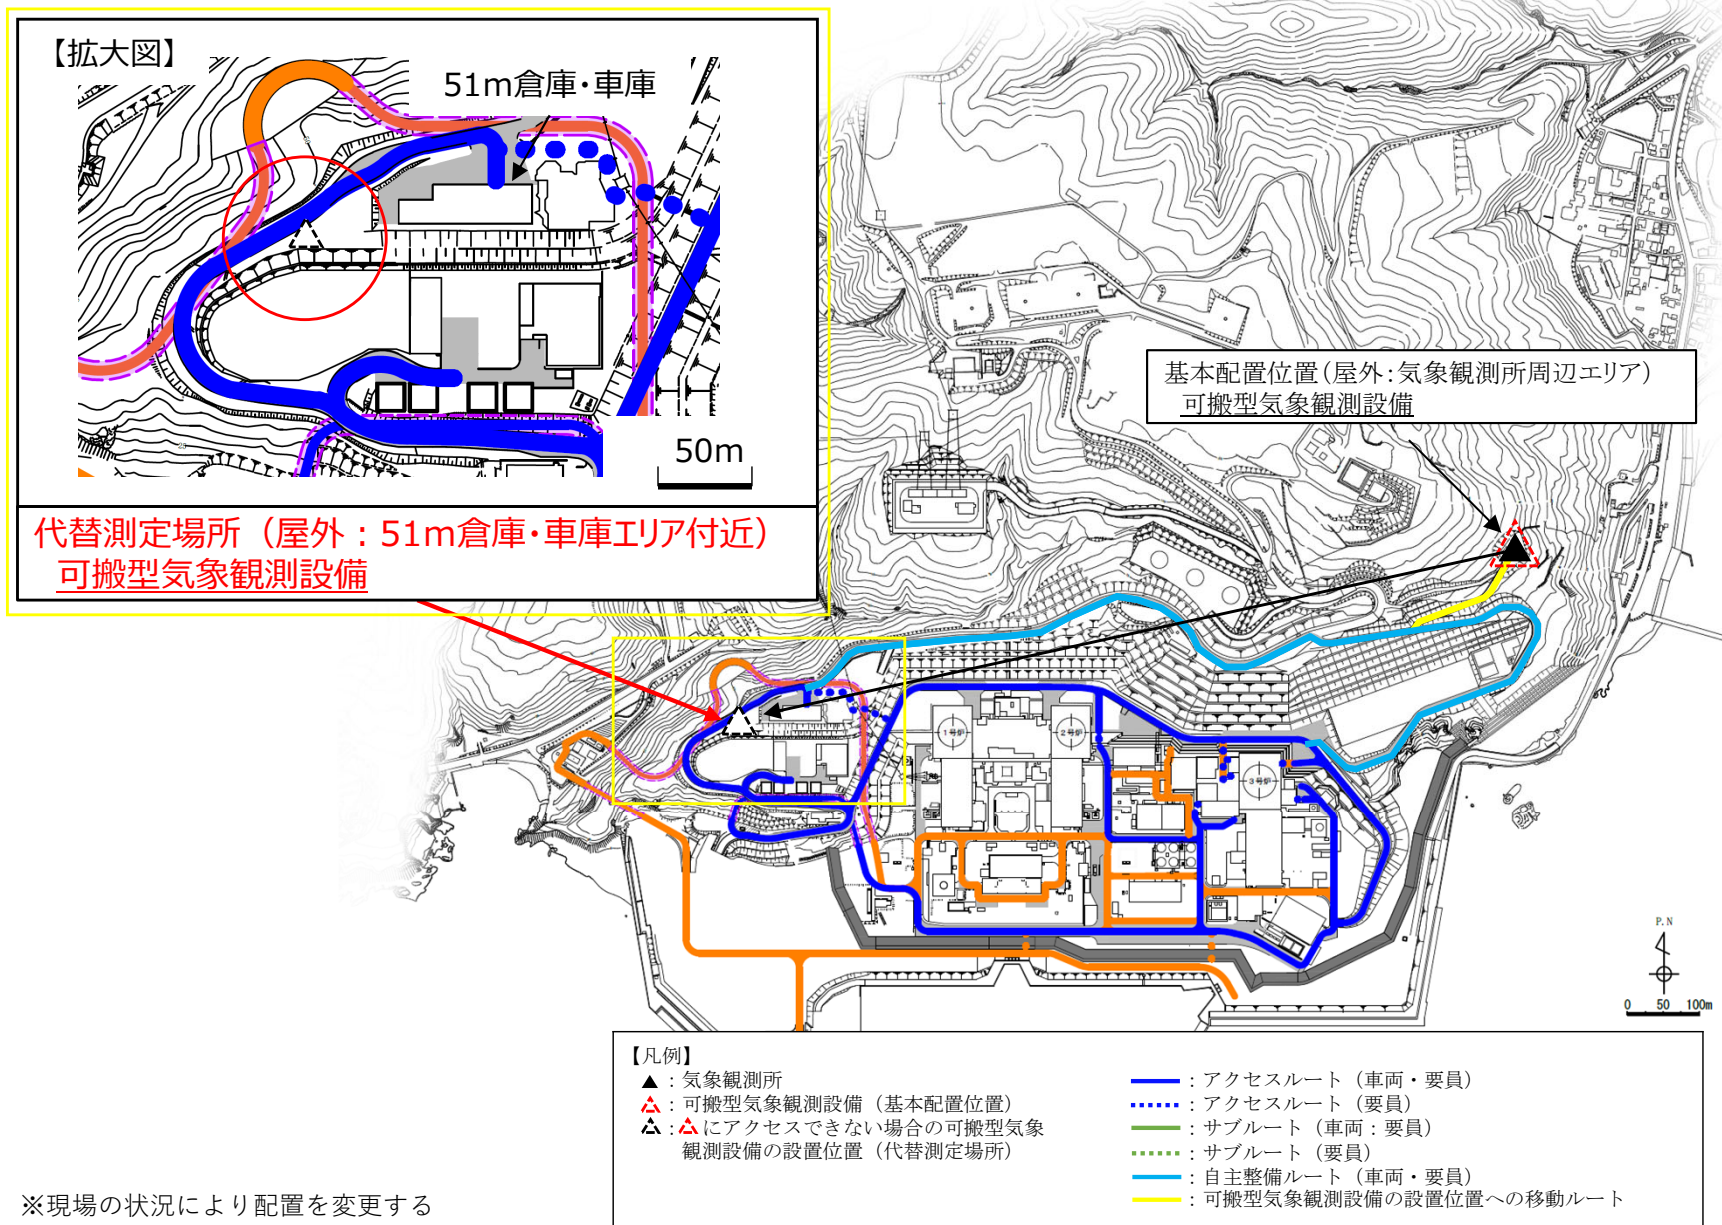 【拡大図】
51m倉庫・車庫
50m
代替測定場所（屋外：51m倉庫・車庫エリア付近）
可搬型気象観測設備
基本配置位置（屋外：気象観測所周辺エリア）
可搬型気象観測設備
1号炉
2号炉
3号炉
P.N
0 50 100m
【凡例】
▲：気象観測所
△：可搬型気象観測設備（基本配置位置）
△：△にアクセスできない場合の可搬型気象
観測設備の設置位置（代替測定場所）
：アクセスルート（車両・要員）
：アクセスルート（要員）
：サブルート（車両：要員）
：サブルート（要員）
：自主整備ルート（車両・要員）
：可搬型気象観測設備の設置位置への移動ルート
※現場の状況により配置を変更する